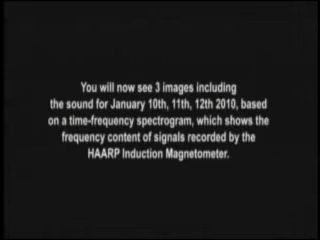 You will now see 3 images including
the sound for January 10th, 11th, 12th 2010, based
on a time-frequency spectrogram, which shows the
frequency content of signals recorded by the
HAARP Induction Magnetometer.